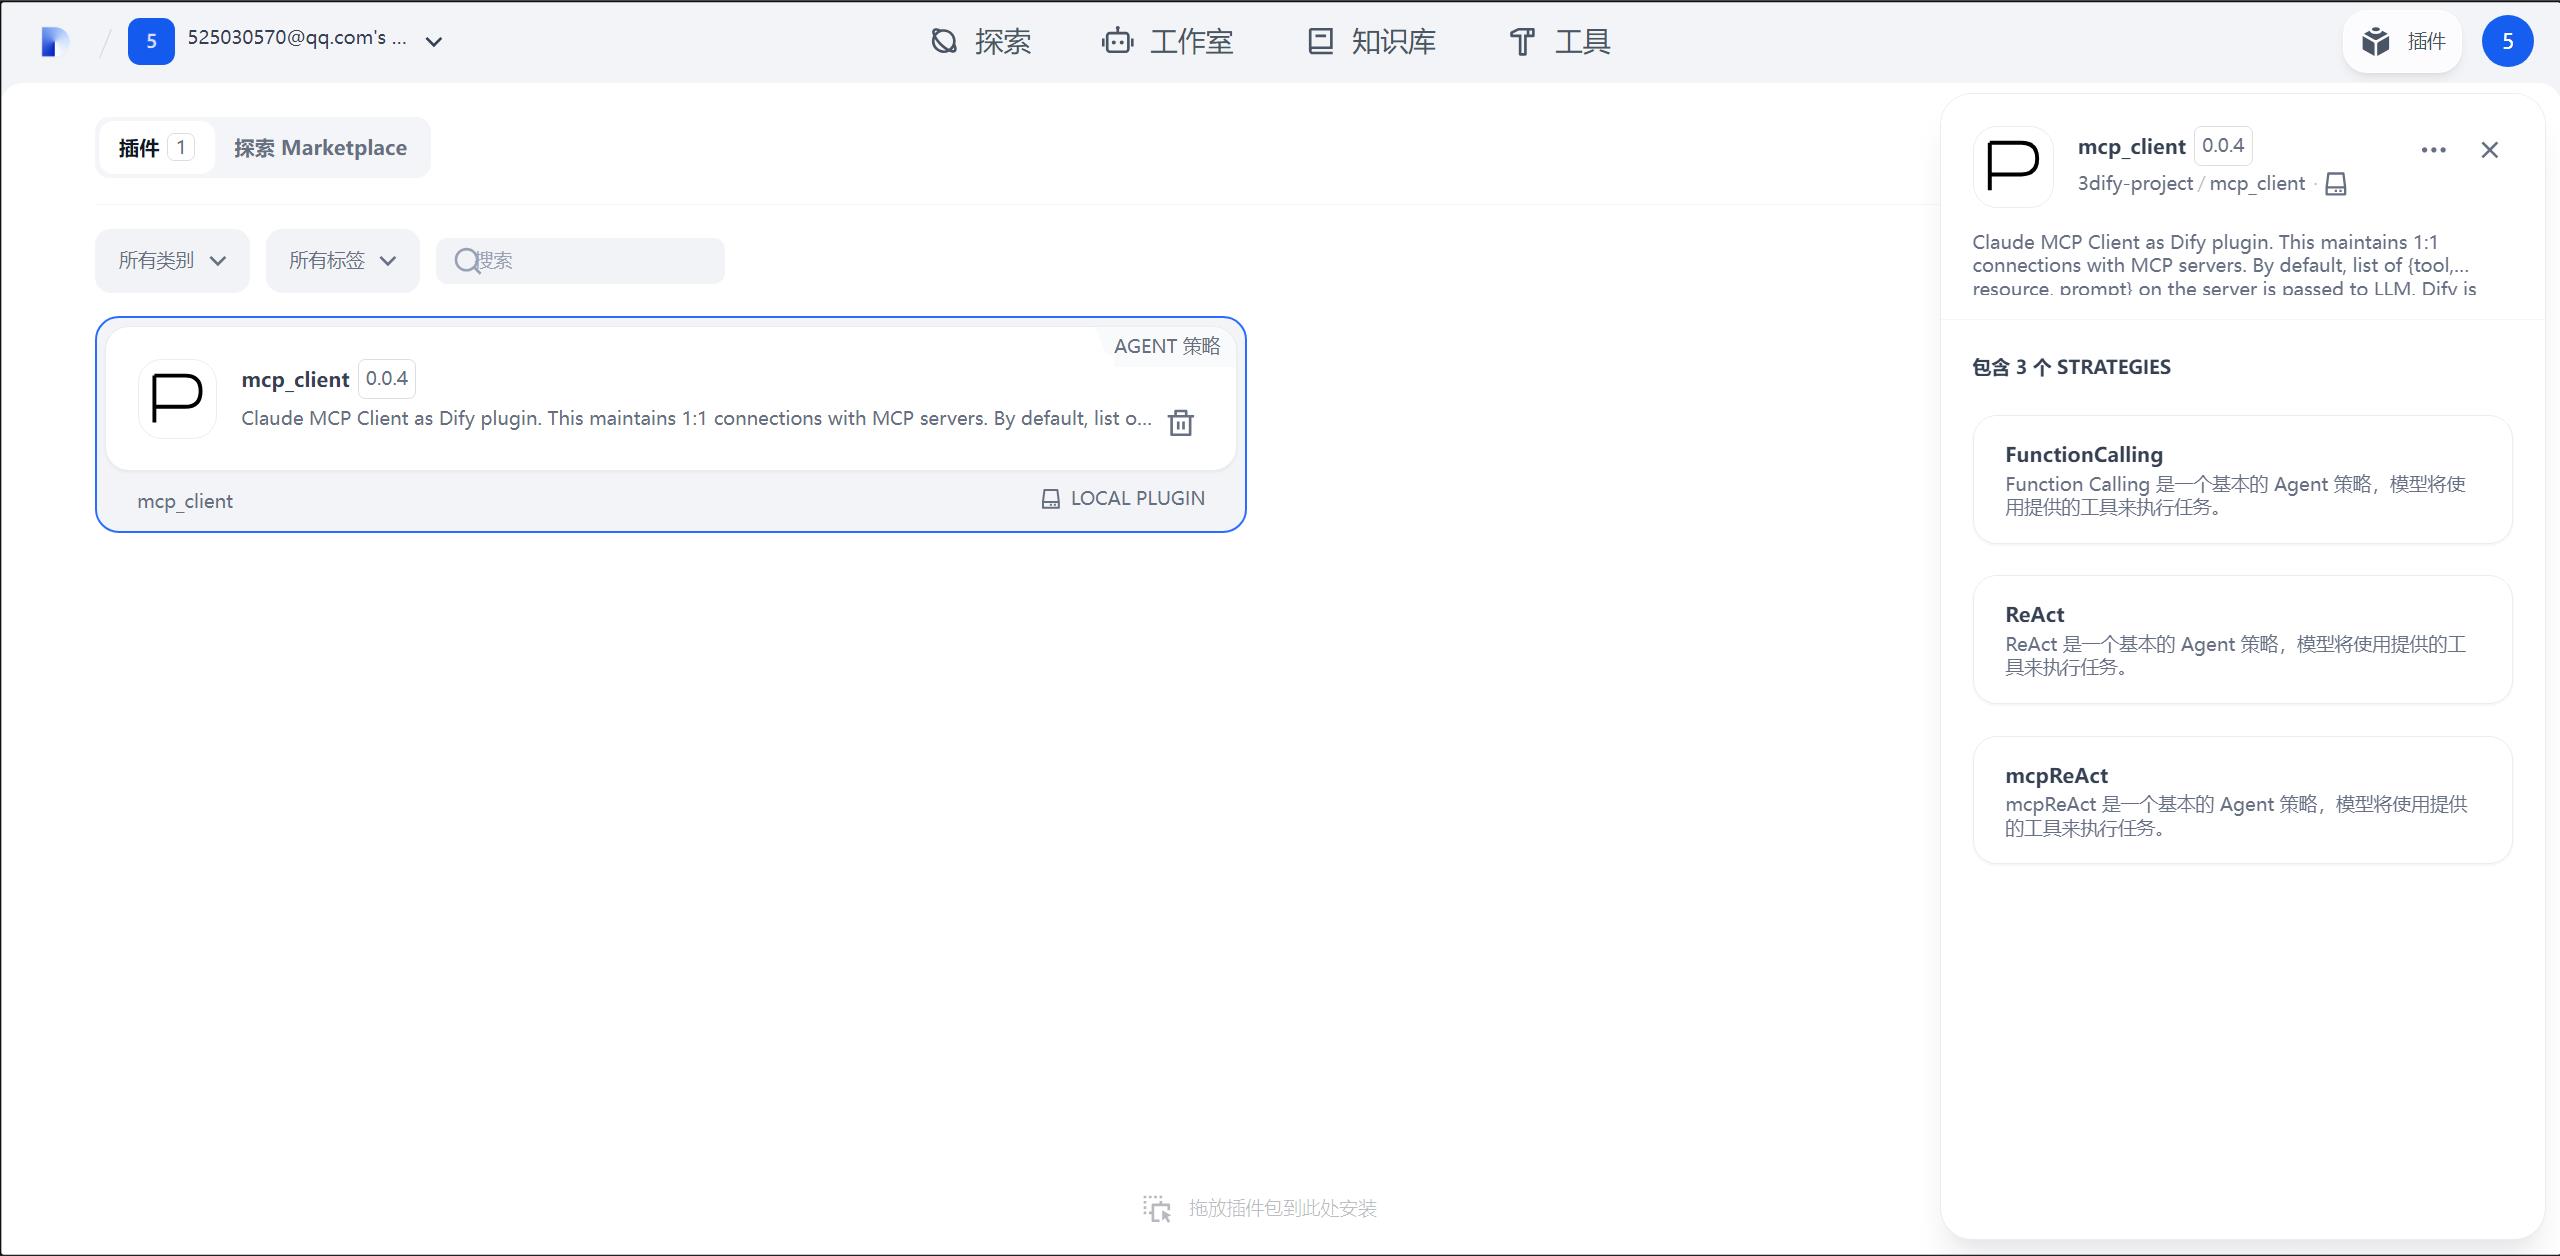 5 525030570@qq.com's ...
探索
工作室
知识库
工具
插件
5
插件 1
探索 Marketplace
所有类别
所有标签
搜索
AGENT 策略
mcp_client 0.0.4
Claude MCP Client as Dify plugin. This maintains 1:1 connections with MCP servers. By default, list o...
mcp_client
LOCAL PLUGIN
拖放插件包到此处安装
mcp_client 0.0.4
3dify-project / mcp_client ·
Claude MCP Client as Dify plugin. This maintains 1:1
connections with MCP servers. By default, list of {tool,...
resource, prompt} on the server is passed to LLM. Dify is
包含 3 个 STRATEGIES
FunctionCalling
Function Calling 是一个基本的 Agent 策略，模型将使
用提供的工具来执行任务。
ReAct
ReAct 是一个基本的 Agent 策略，模型将使用提供的工
具来执行任务。
mcpReAct
mcpReAct 是一个基本的 Agent 策略，模型将使用提供
的工具来执行任务。